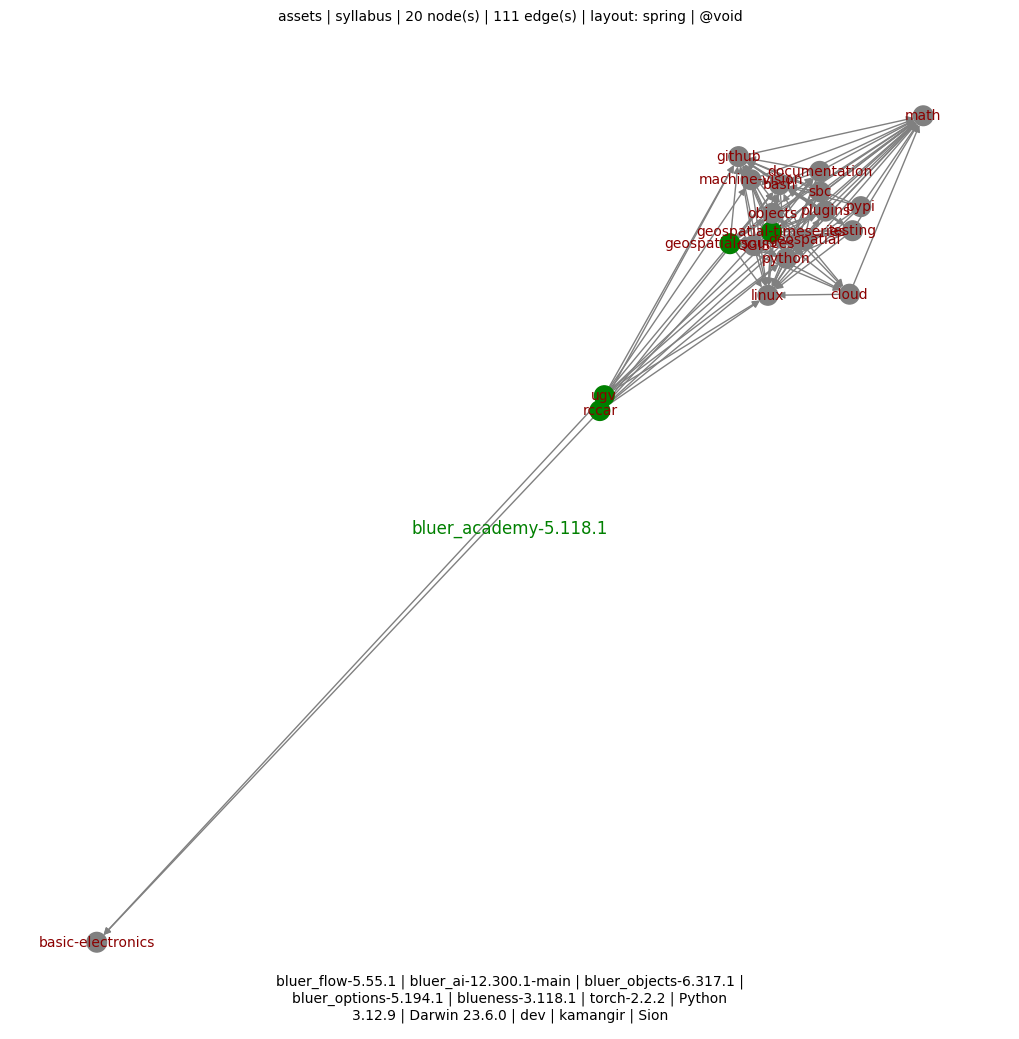 assets | syllabus | 20 node(s) | 111 edge(s) | layout: spring | @void
math
github
documentation
machine-vision
bash
sbc
pypi
objects
plugins
geospatial-timeseries
testing
geospatial
python
linux
cloud
ugv
rccar
bluer_academy-5.118.1
basic-electronics
bluer_flow-5.55.1 | bluer_ai-12.300.1-main | bluer_objects-6.317.1 |
bluer_options-5.194.1 | blueness-3.118.1 | torch-2.2.2 | Python
3.12.9 | Darwin 23.6.0 | dev | kamangir | Sion